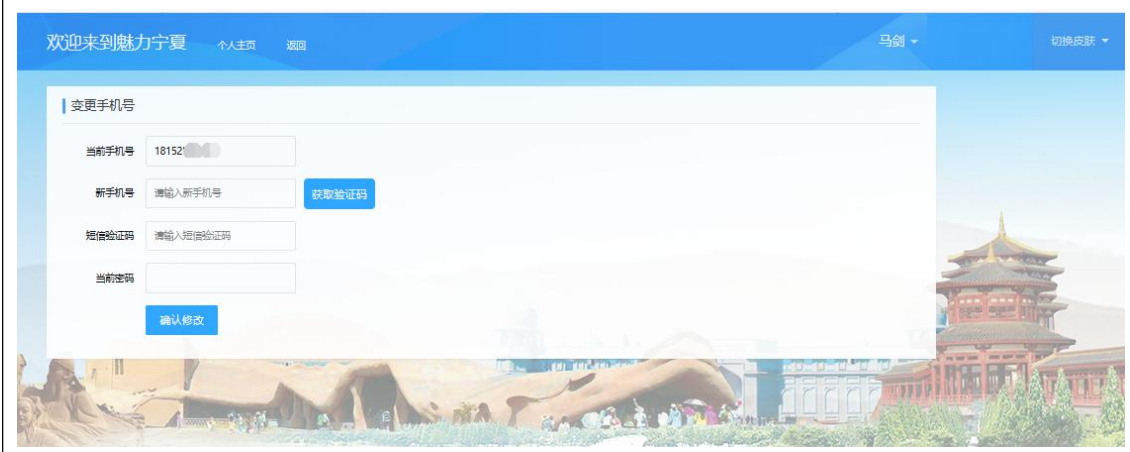 欢迎来到魅力宁夏 个人主页 返回 马剑 切换皮肤
变更手机号
当前手机号 18152
新手机号 请输入新手机号 获取验证码
短信验证码 请输入短信验证码
当前密码
确认修改